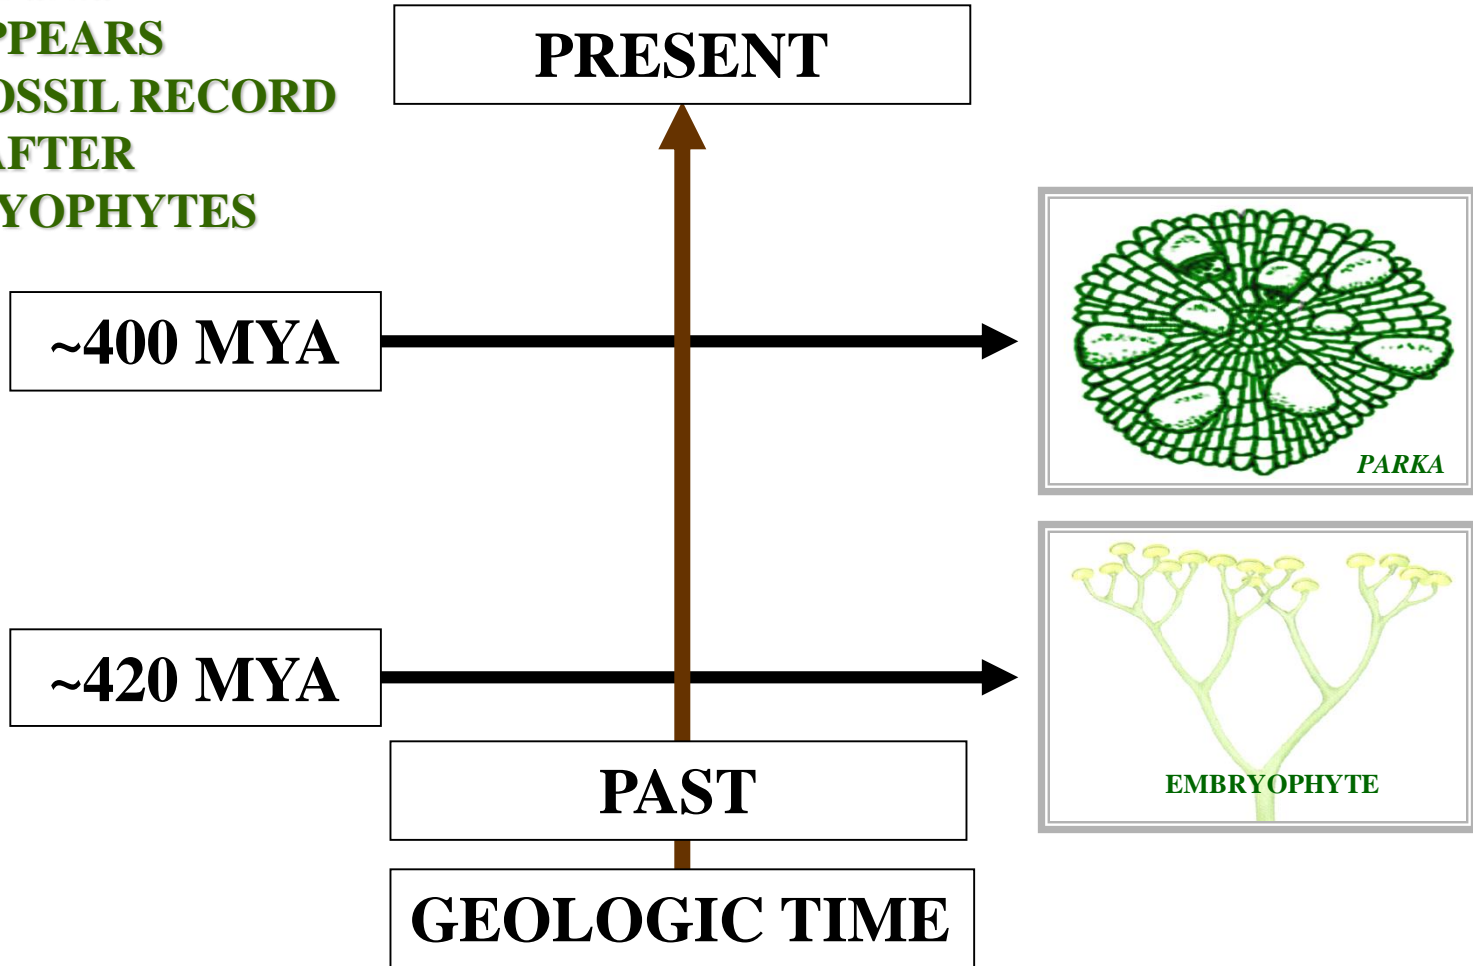 PPEARS
OSSIL RECORD
AFTER
YOPHYTES
PRESENT
~400 MYA
PARKA
~420 MYA
EMBRYOPHYTE
PAST
GEOLOGIC TIME